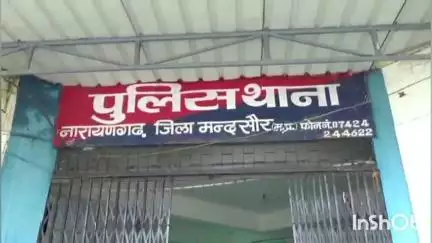 पुलिस थाना
नारायणगढ़, जिला मन्दसौर (म.प्र.) फोन नं. 07424
244622
InShOt